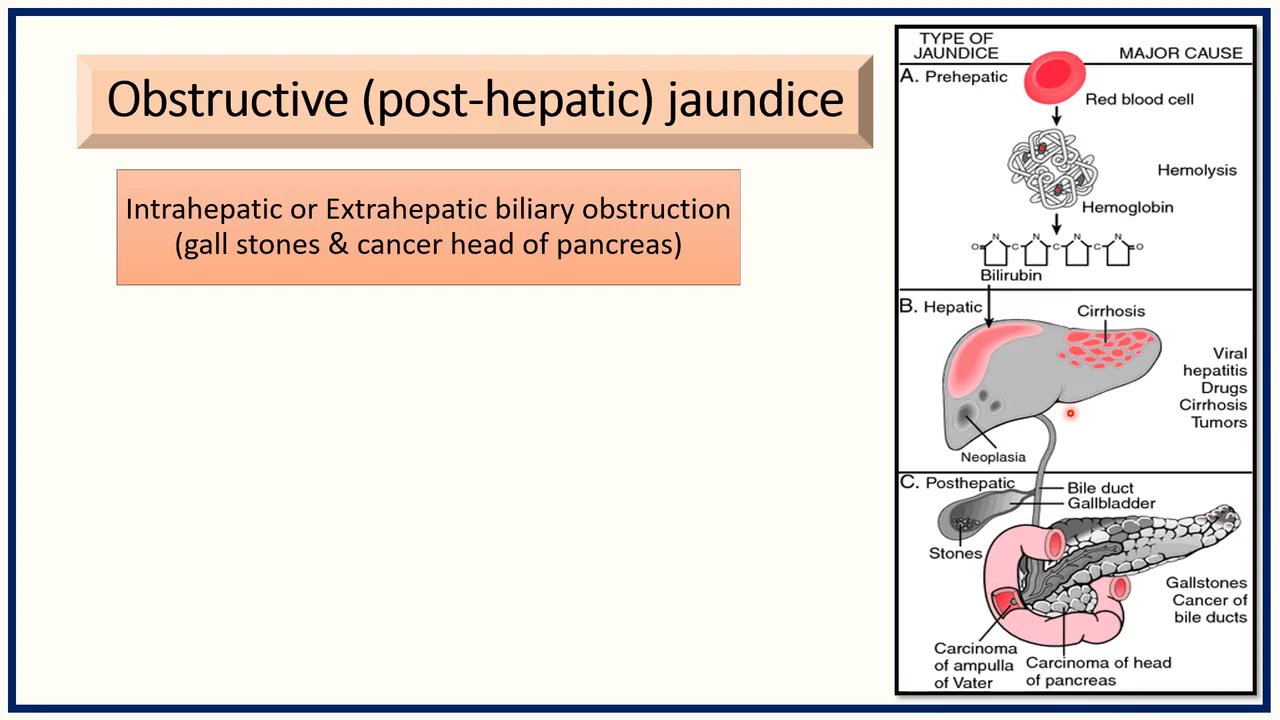 Obstructive (post-hepatic) jaundice
Intrahepatic or Extrahepatic biliary obstruction
(gall stones & cancer head of pancreas)
TYPE OF
JAUNDICE
MAJOR CAUSE
A. Prehepatic
Red blood cell
Hemolysis
Hemoglobin
N N N N
O C C C O
Bilirubin
B. Hepatic
Cirrhosis
Viral
hepatitis
Drugs
Cirrhosis
Tumors
Neoplasia
C. Posthepatic
Bile duct
Gallbladder
Stones
Gallstones
Cancer of
bile ducts
Carcinoma
of ampulla
of Vater
Carcinoma of head
of pancreas